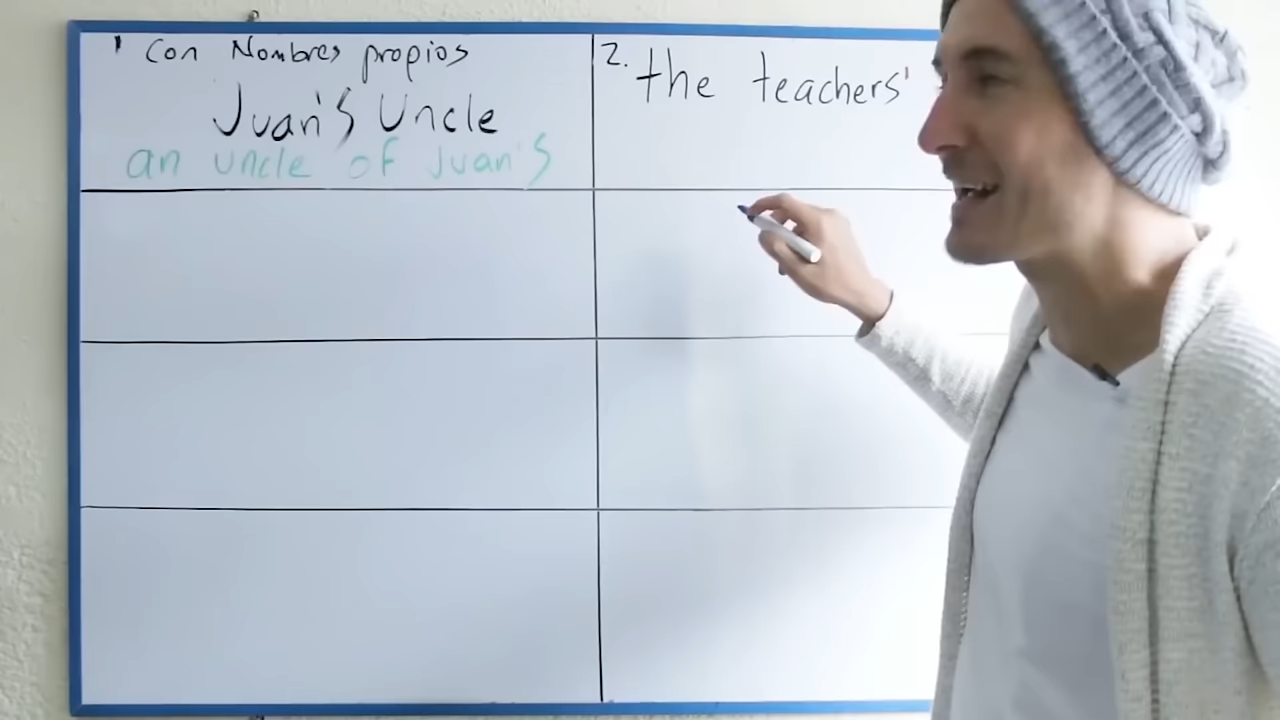 1 Con Nombres propios
Juan's Uncle
an uncle of Juan's
2. the teachers'